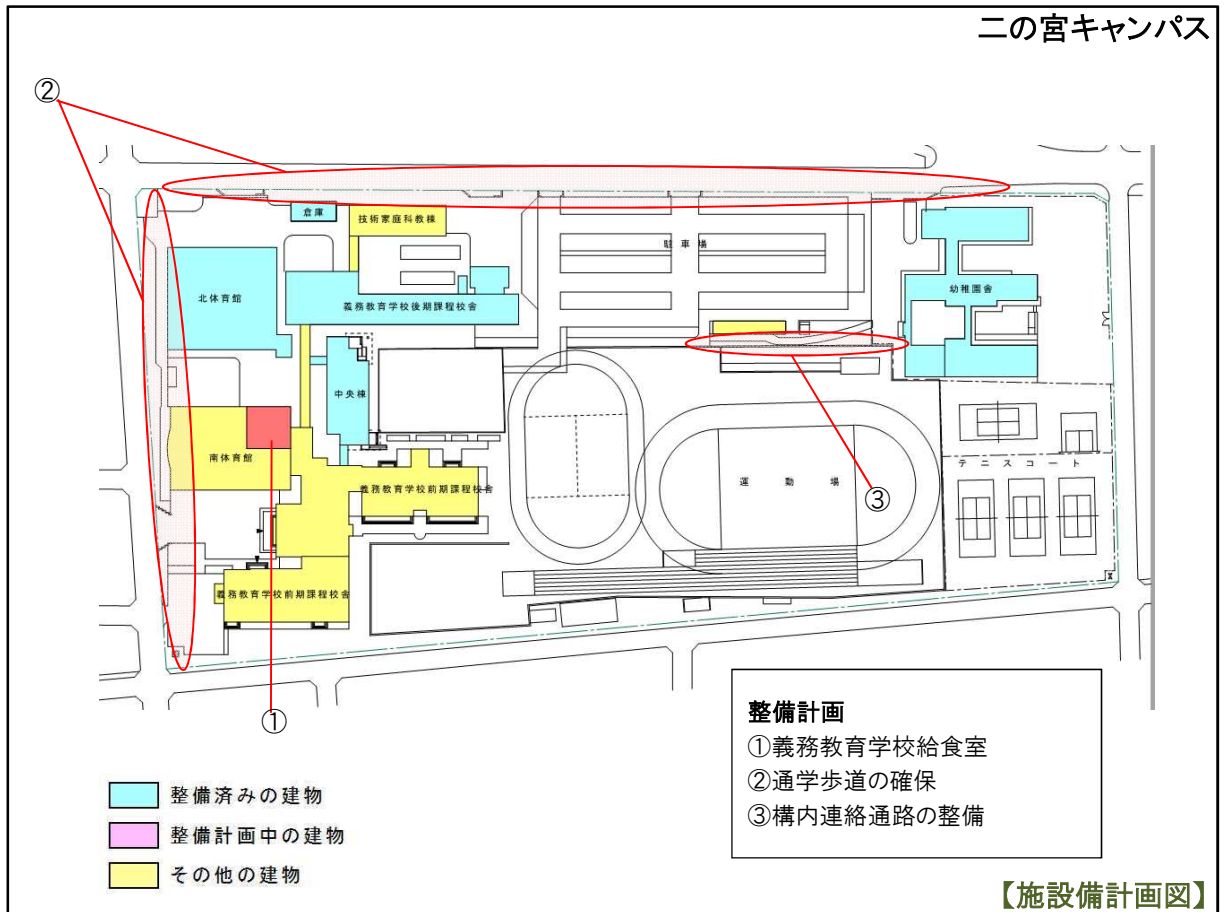 二の宮キャンパス
②
倉庫
技術家庭科教棟
駐車場
北体育館
義務教育学校後期課程校舎
幼稚園舎
中央棟
南体育館
義務教育学校前期課程校舎
運動場
テニスコート
③
義務教育学校前期課程校舎
①
整備計画
①義務教育学校給食室
②通学歩道の確保
③構内連絡通路の整備
整備済みの建物
整備計画中の建物
その他の建物
【施設備計画図】